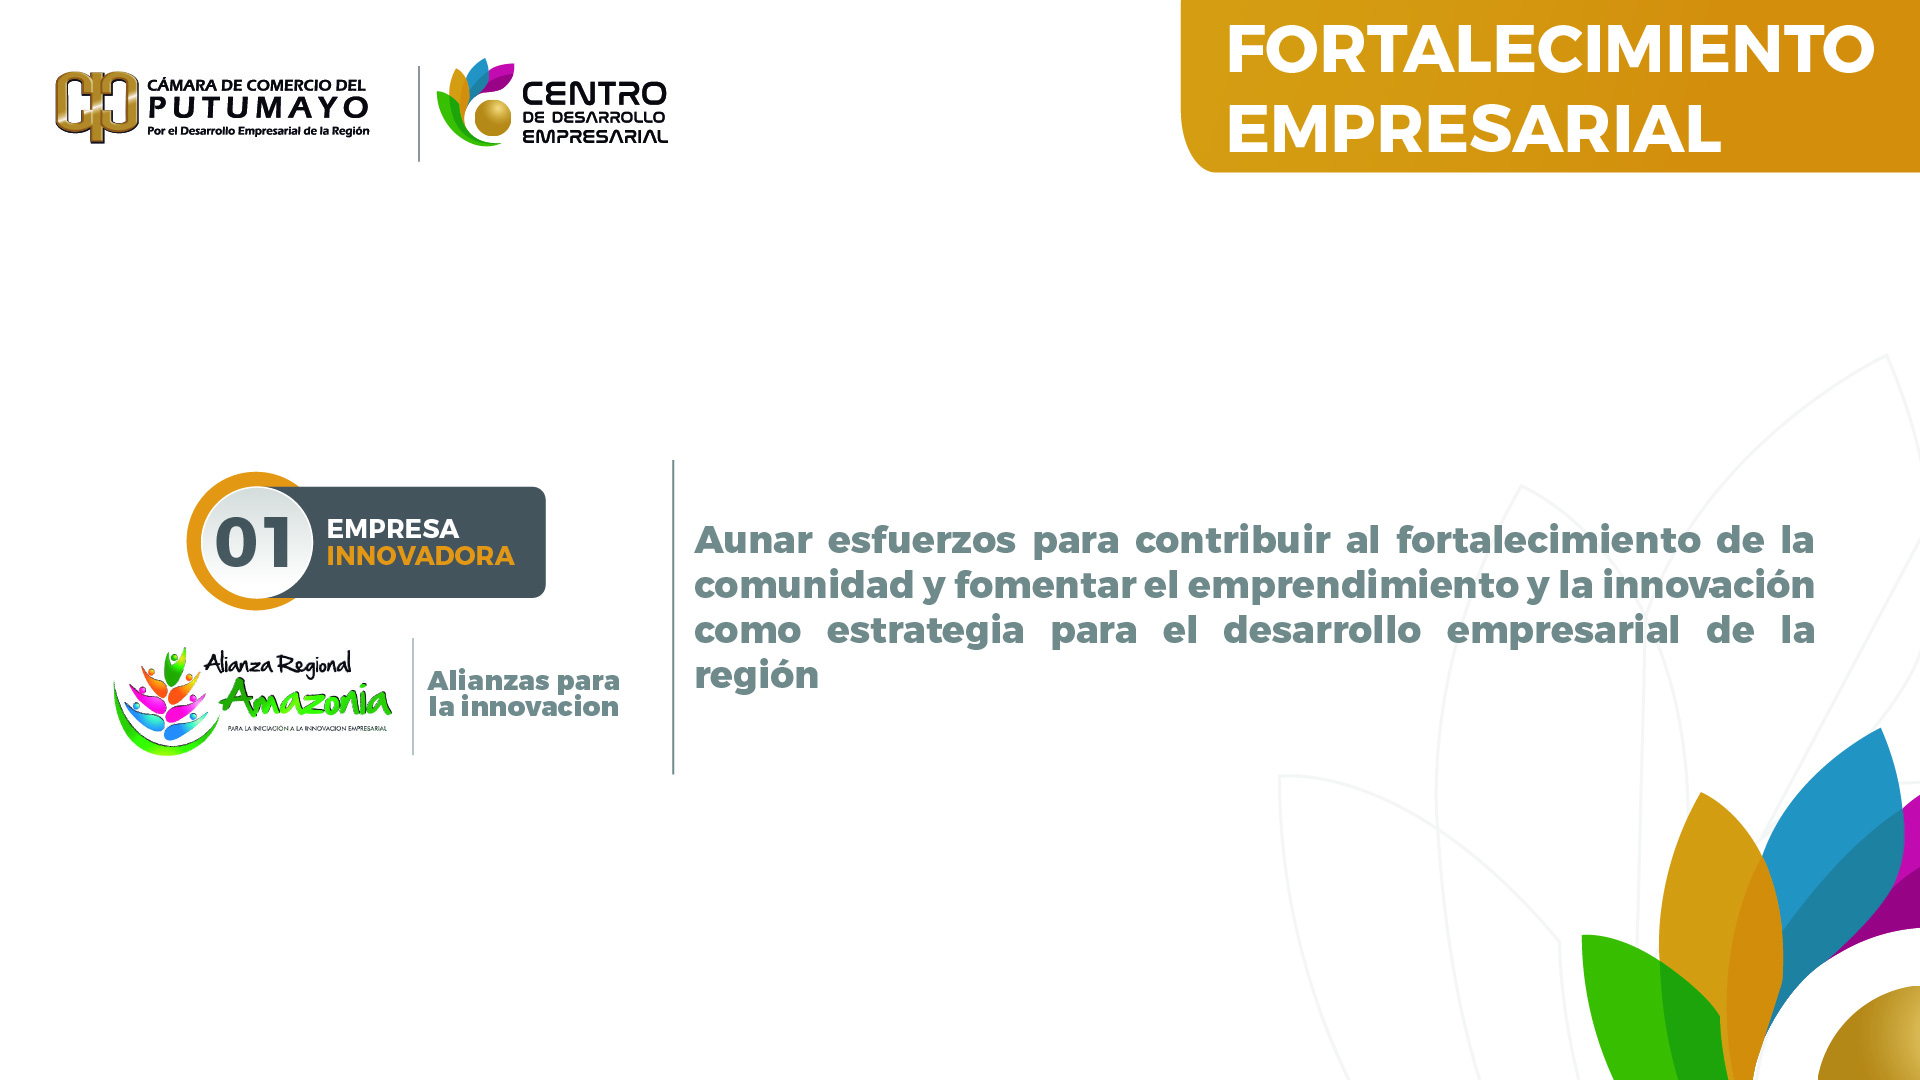 CÁMARA DE COMERCIO DEL
PUTUMAYO
Por el Desarrollo Empresarial de la Región
CENTRO
DE DESARROLLO
EMPRESARIAL
FORTALECIMIENTO
EMPRESARIAL
01
EMPRESA
INNOVADORA
Alianza Regional
Amazonía
PARA LA INICIACIÓN A LA INNOVACION EMPRESARIAL
Alianzas para
la innovacion
Aunar esfuerzos para contribuir al fortalecimiento de la
comunidad y fomentar el emprendimiento y la innovación
como estrategia para el desarrollo empresarial de la
región